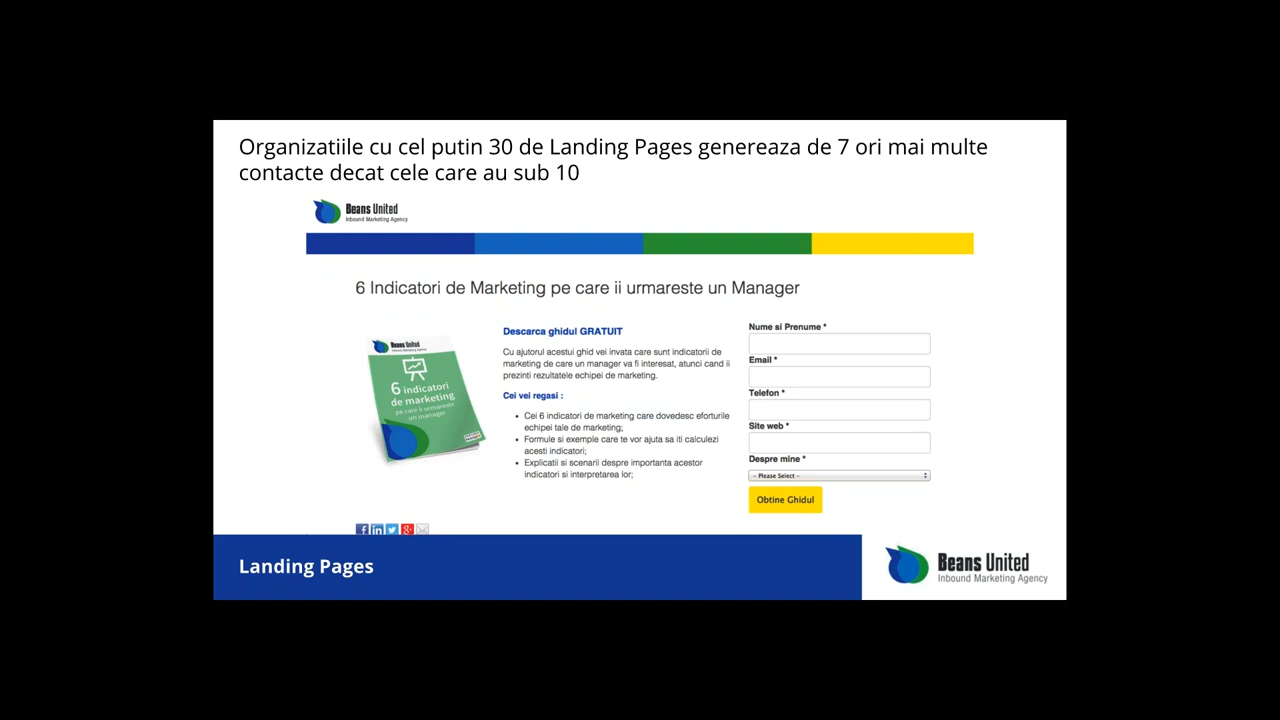 Organizatiile cu cel putin 30 de Landing Pages genereaza de 7 ori mai multe
contacte decat cele care au sub 10
Beans United
Inbound Marketing Agency
6 Indicatori de Marketing pe care ii urmareste un Manager
Beans United
Inbound Marketing Agency
6 indicatori
de marketing
pe care ii urmareste
un manager
Descarca ghidul GRATUIT
Cu ajutorul acestui ghid vei invata care sunt indicatorii de
marketing de care un manager va fi interesat, atunci cand ii
prezinti rezultatele echipei de marketing.
Cei vei regasi :
• Cei 6 indicatori de marketing care dovedesc eforturile
echipei tale de marketing;
• Formule si exemple care te vor ajuta sa iti calculezi
acesti indicatori;
• Explicatii si scenarii despre importanta acestor
indicatori si interpretarea lor;
Nume si Prenume *
Email *
Telefon *
Site web *
Despre mine *
- Please Select -
Obtine Ghidul
Landing Pages
Beans United
Inbound Marketing Agency